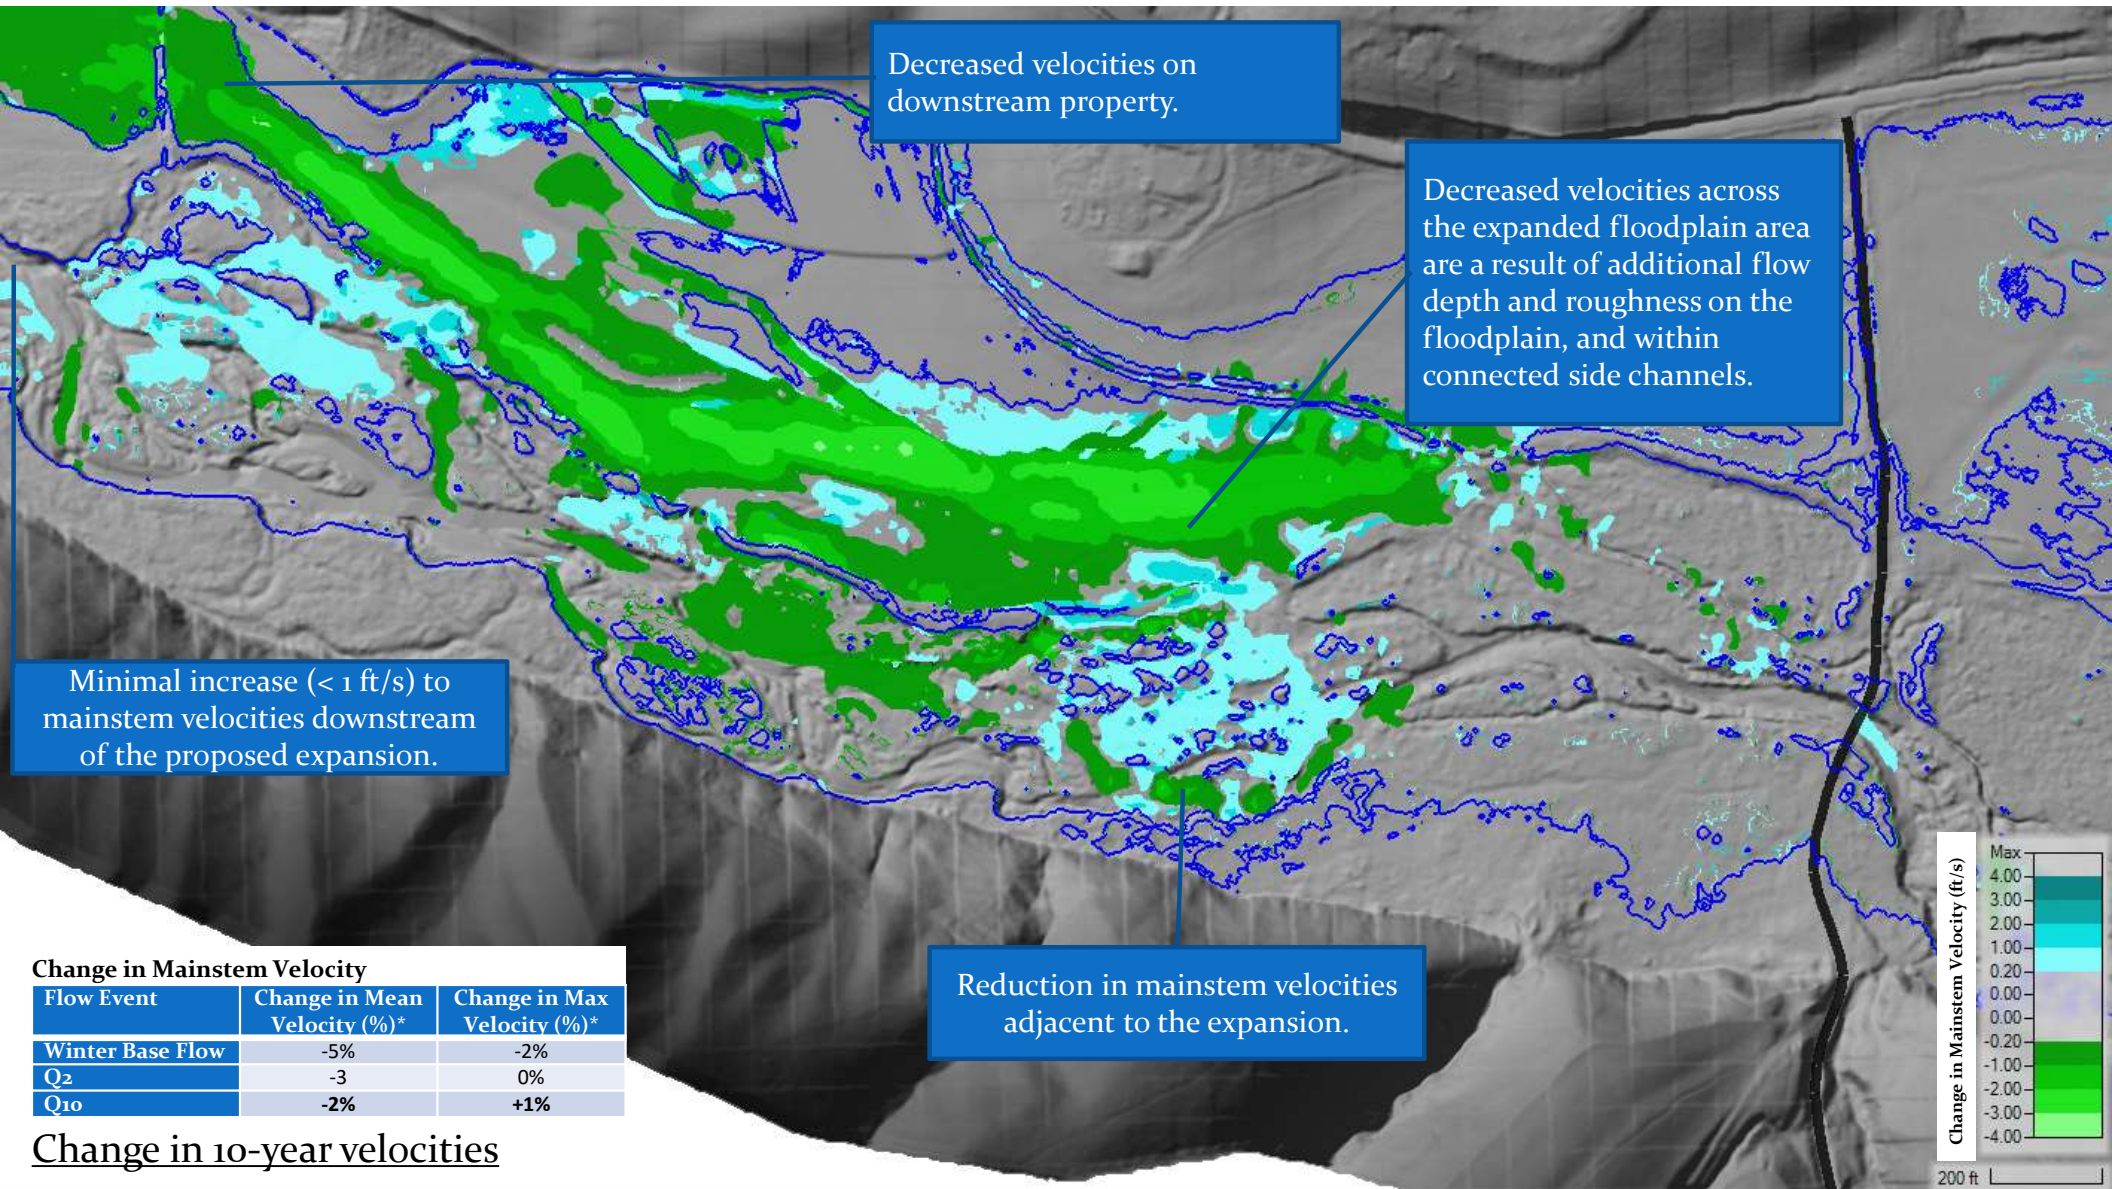 Decreased velocities on
downstream property.
Decreased velocities across
the expanded floodplain area
are a result of additional flow
depth and roughness on the
floodplain, and within
connected side channels.
Minimal increase (< 1 ft/s) to
mainstem velocities downstream
of the proposed expansion.
Reduction in mainstem velocities
adjacent to the expansion.
Change in Mainstem Velocity
Flow Event Change in Mean Velocity (%)* Change in Max Velocity (%)*
Winter Base Flow -5% -2%
Q2 -3 0%
Q10 -2% +1%
Change in 10-year velocities
Change in Mainstem Velocity (ft/s)
Max
4.00
3.00
2.00
1.00
0.20
0.00
0.00
-0.20
-1.00
-2.00
-3.00
-4.00
200 ft